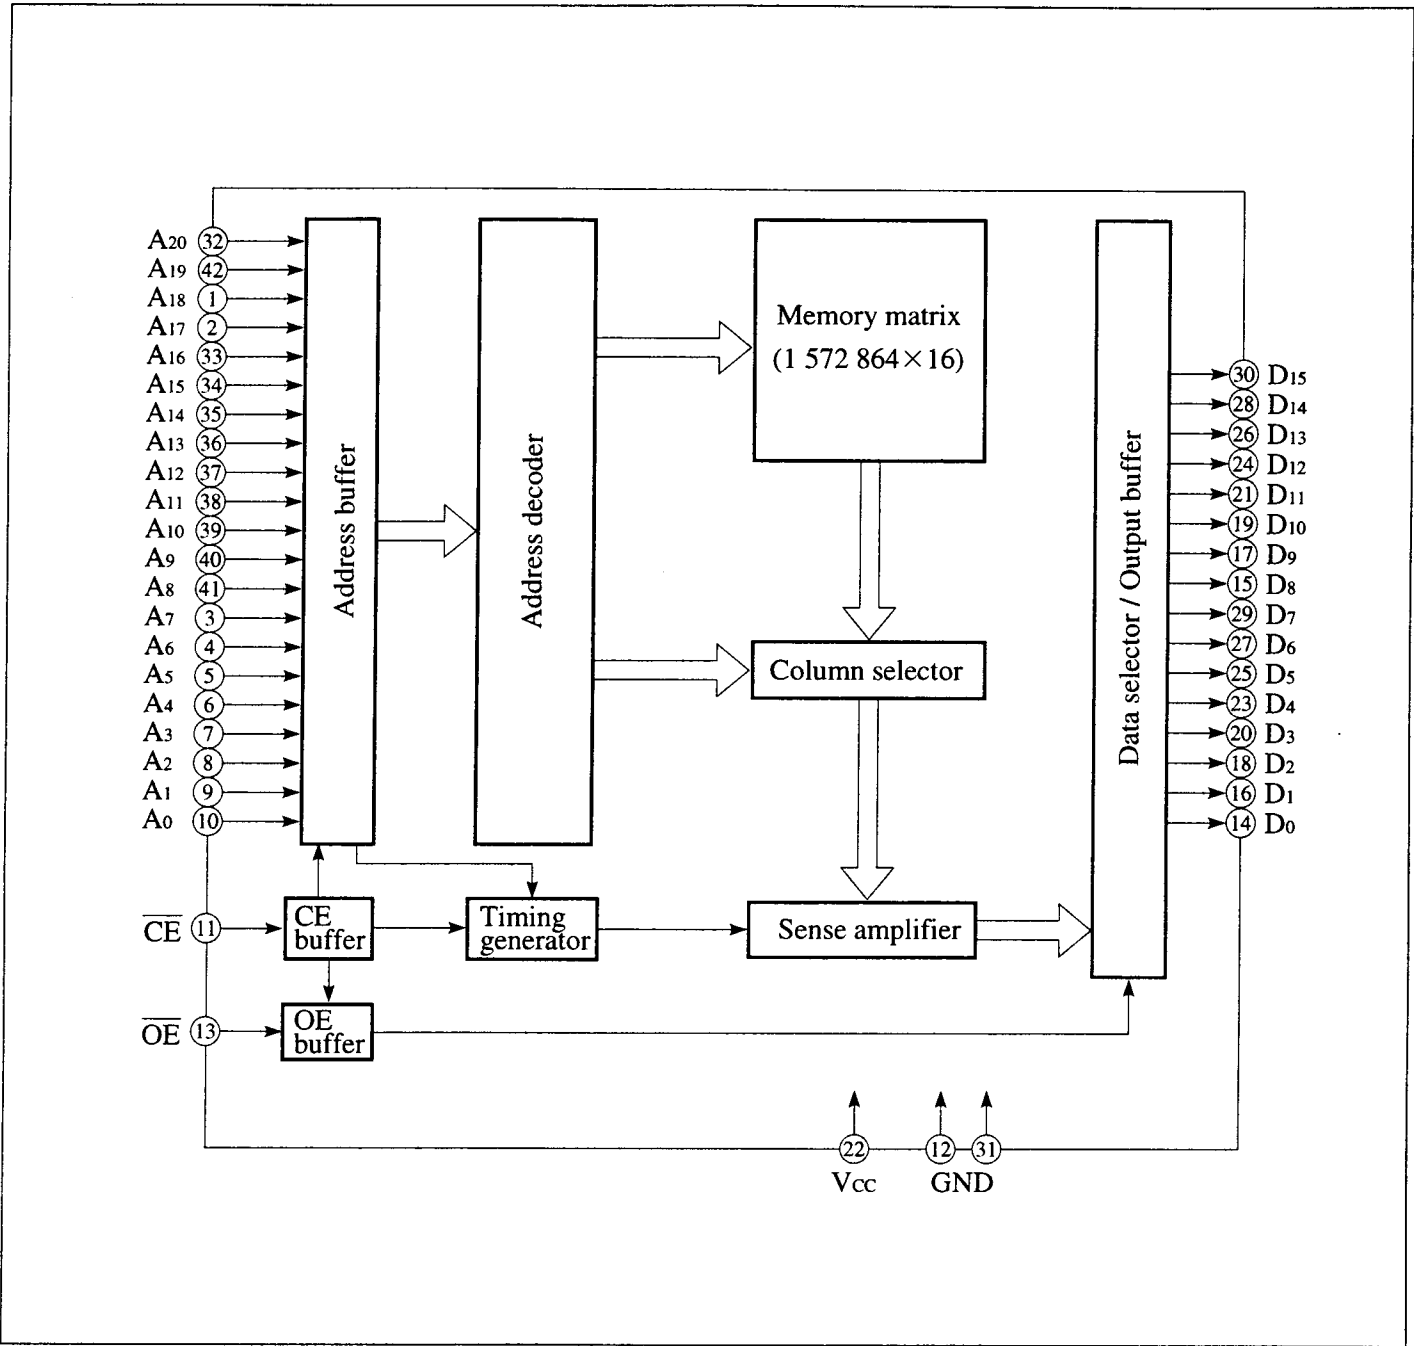 A20 32
A19 42
A18 1
A17 2
A16 33
A15 34
A14 35
A13 36
A12 37
A11 38
A10 39
A9 40
A8 41
A7 3
A6 4
A5 5
A4 6
A3 7
A2 8
A1 9
A0 10
CE 11
OE 13
Address buffer
Address decoder
Memory matrix
(1 572 864×16)
Column selector
CE
buffer
Timing
generator
Sense amplifier
OE
buffer
Data selector / Output buffer
30 D15
28 D14
26 D13
24 D12
21 D11
19 D10
17 D9
15 D8
29 D7
27 D6
25 D5
23 D4
20 D3
18 D2
16 D1
14 D0
22 12 31
VCC GND